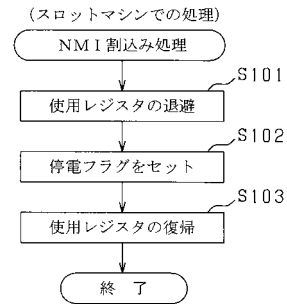 (スロットマシンでの処理)
NMI割込み処理
S101
使用レジスタの退避
S102
停電フラグをセット
S103
使用レジスタの復帰
終 了